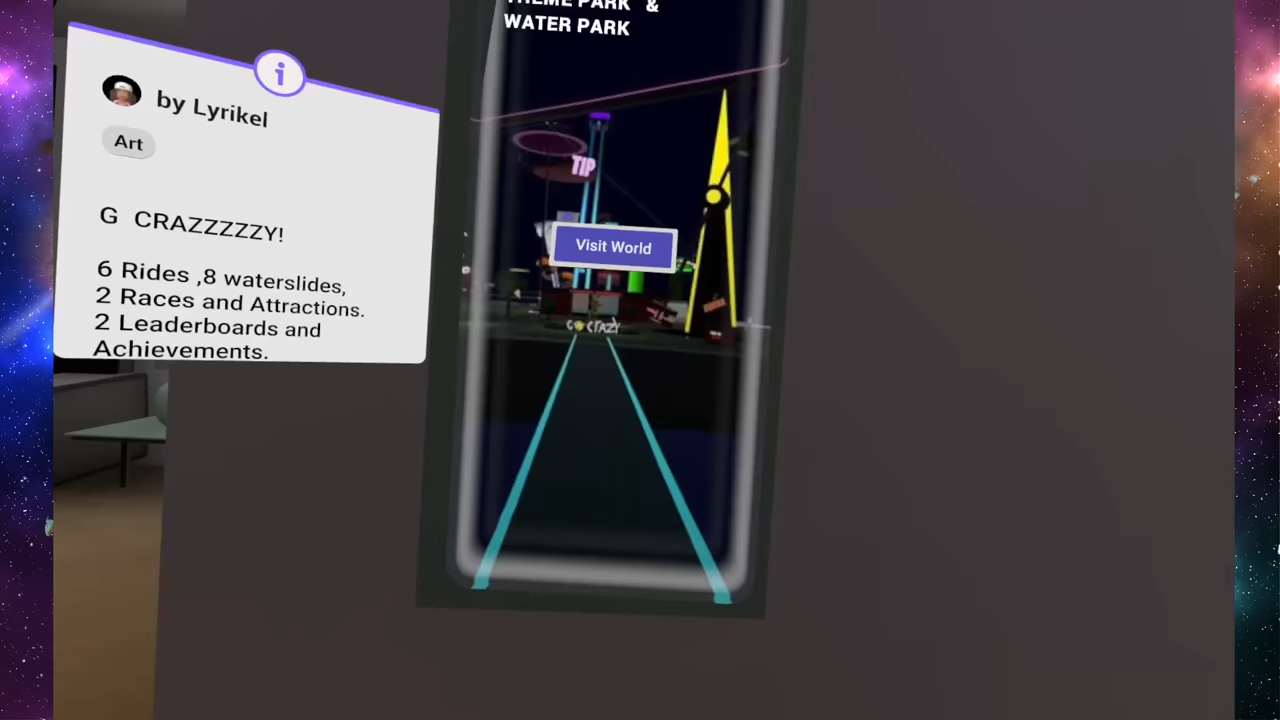 THEME PARK &
WATER PARK
i
by Lyrikel
Art
TIP
G CRAZZZZZY!
Visit World
6 Rides ,8 waterslides,
2 Races and Attractions.
2 Leaderboards and
Achievements.
CRAZY